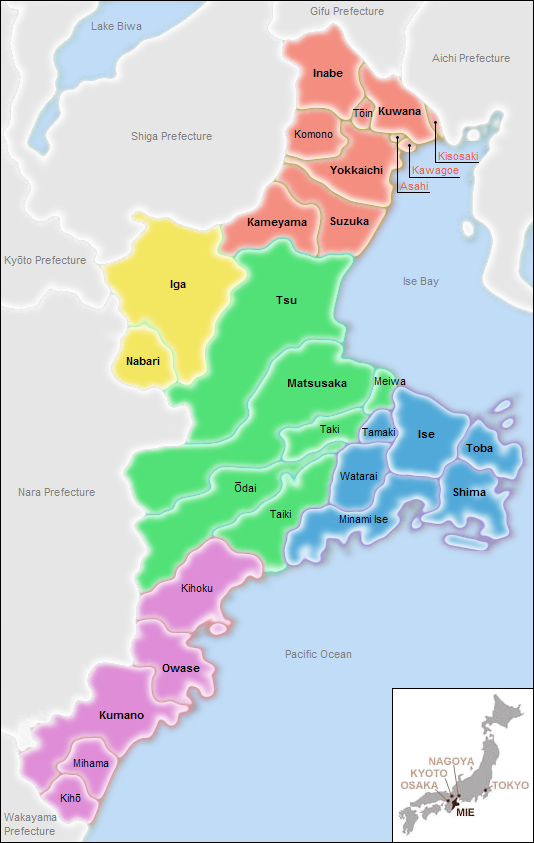 Gifu Prefecture
Lake Biwa
Aichi Prefecture
Inabe
Tōin
Kuwana
Shiga Prefecture
Komono
Kisosaki
Yokkaichi
Kawagoe
Asahi
Kameyama
Suzuka
Kyōto Prefecture
Iga
Ise Bay
Tsu
Nabari
Matsusaka
Meiwa
Taki
Tamaki
Ise
Toba
Watarai
Nara Prefecture
Ōdai
Shima
Taiki
Minami Ise
Kihoku
Pacific Ocean
Owase
Kumano
Mihama
Kihō
Wakayama
Prefecture
NAGOYA
KYOTO
OSAKA
TOKYO
MIE